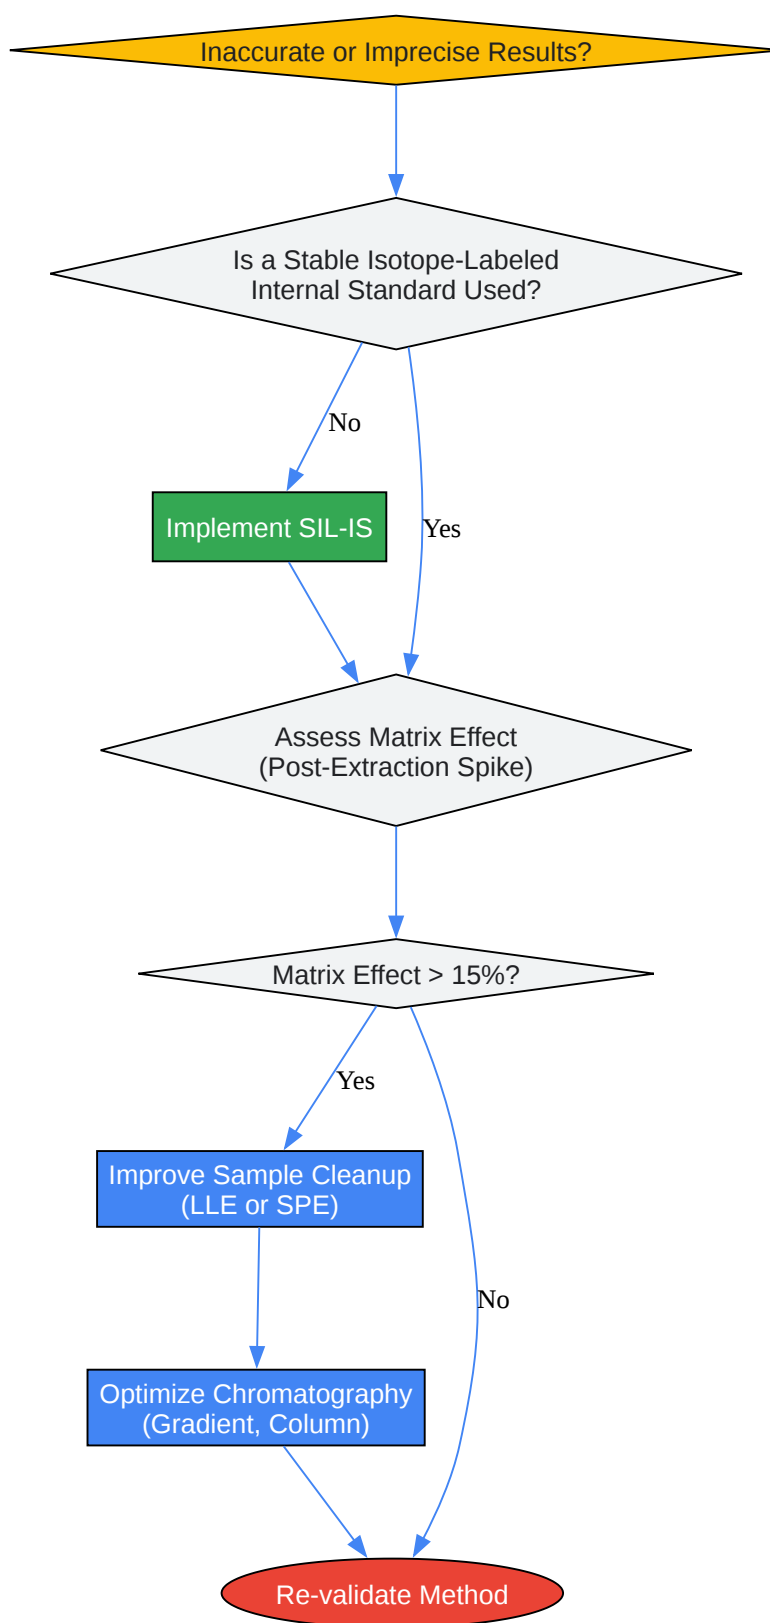 Inaccurate or Imprecise Results?
Is a Stable Isotope-Labeled
Internal Standard Used?
No
Implement SIL-IS
Yes
Assess Matrix Effect
(Post-Extraction Spike)
Matrix Effect > 15%?
Yes
Improve Sample Cleanup
(LLE or SPE)
No
Optimize Chromatography
(Gradient, Column)
Re-validate Method